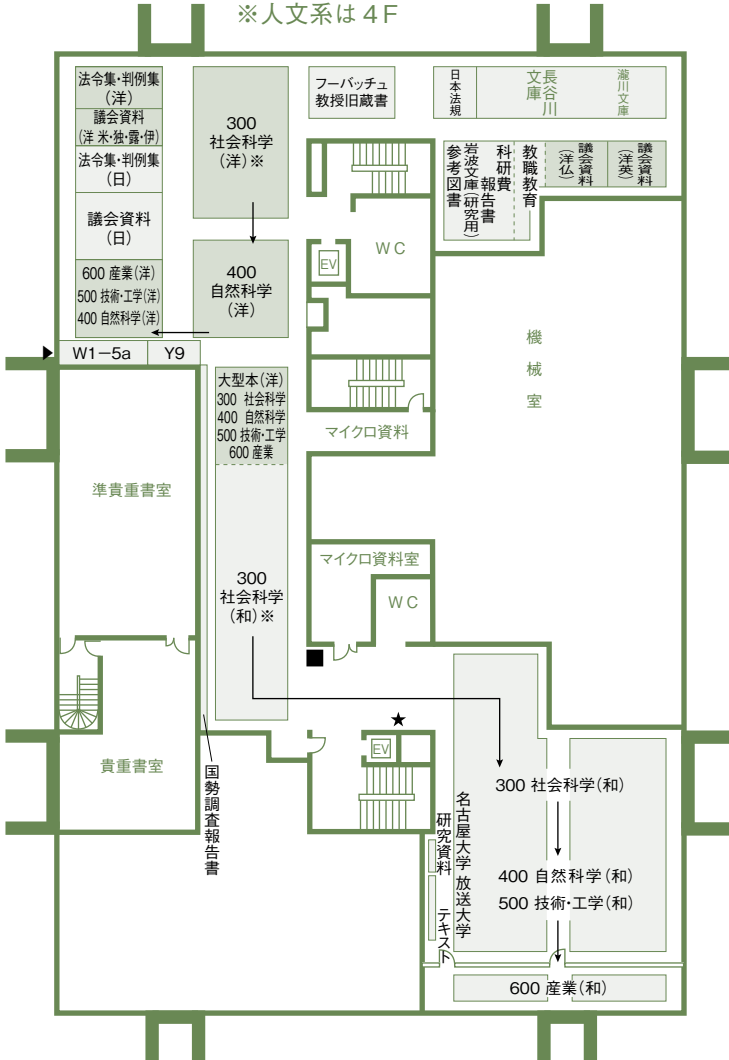 ※人文系は4F
法令集・判例集
(洋)
議会資料
(洋 米・独・露・伊)
法令集・判例集
(日)
議会資料
(日)
600 産業(洋)
500 技術・工学(洋)
400 自然科学(洋)
300
社会科学
(洋)※
400
自然科学
(洋)
フーバッチュ
教授旧蔵書
日本法規
長谷川
文庫
瀧川文庫
参考図書
岩波文庫(研究用)
科研費
報告書
教職教育
議会資料
(洋仏)
議会資料
(洋英)
WC
EV
W1−5a
Y9
大型本(洋)
300 社会科学
400 自然科学
500 技術・工学
600 産業
マイクロ資料
機械室
準貴重書室
300
社会科学
(和)※
マイクロ資料室
WC
★
EV
貴重書室
国勢調査報告書
名古屋大学
研究資料
放送大学
テキスト
300 社会科学(和)
400 自然科学(和)
500 技術・工学(和)
600 産業(和)